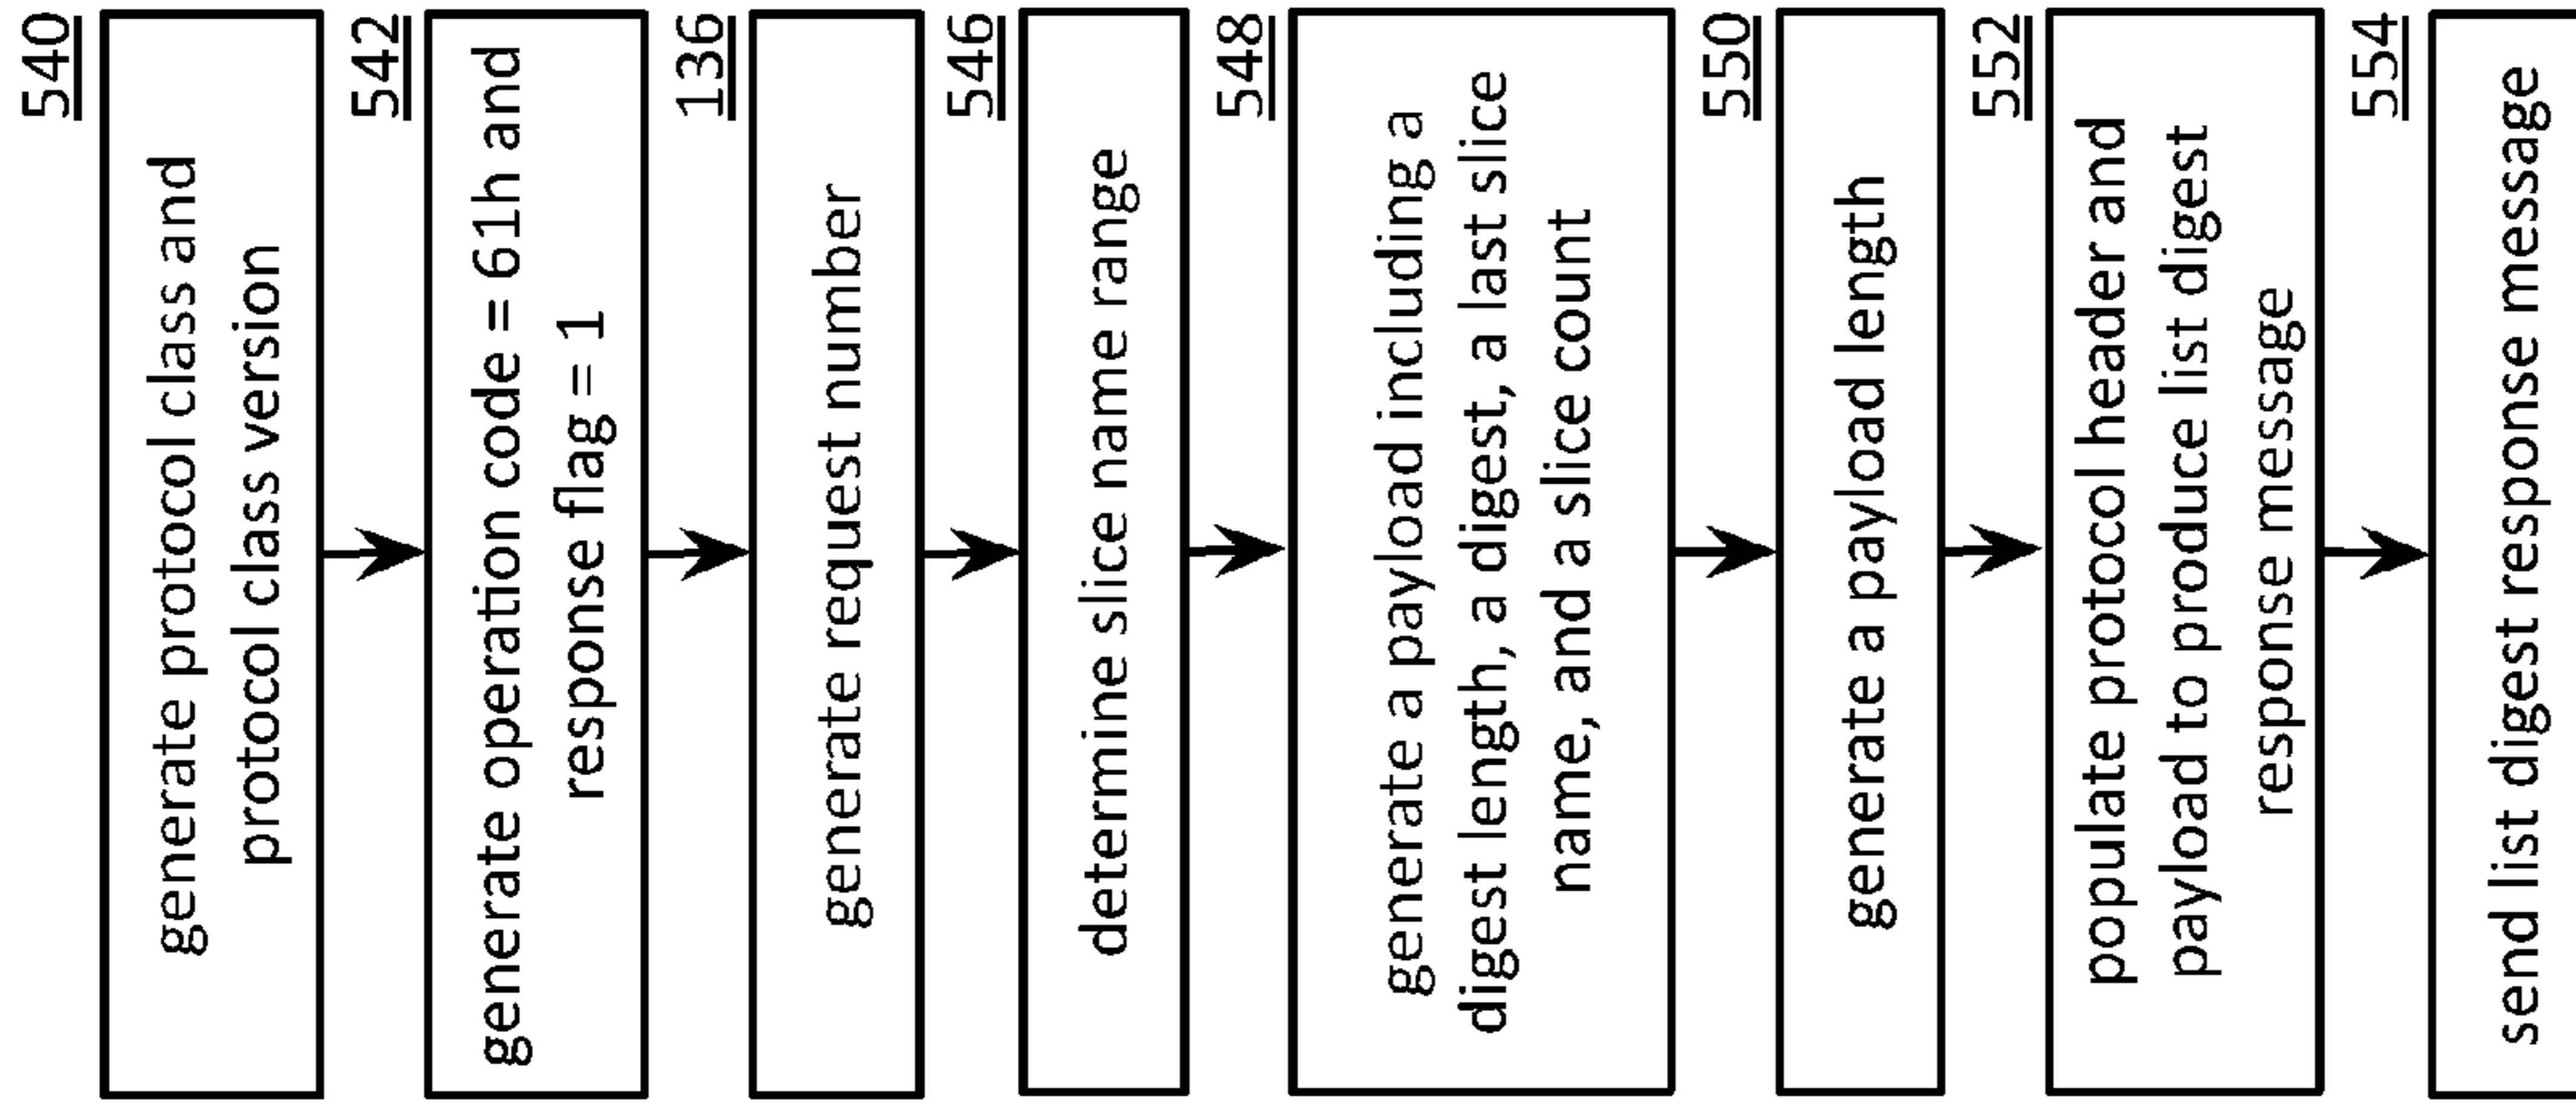 540
generate protocol class and
protocol class version
542
generate operation code = 61h and
response flag = 1
136
generate request number
546
determine slice name range
548
generate a payload including a
digest length, a digest, a last slice
name, and a slice count
550
generate a payload length
552
populate protocol header and
payload to produce list digest
response message
554
send list digest response message